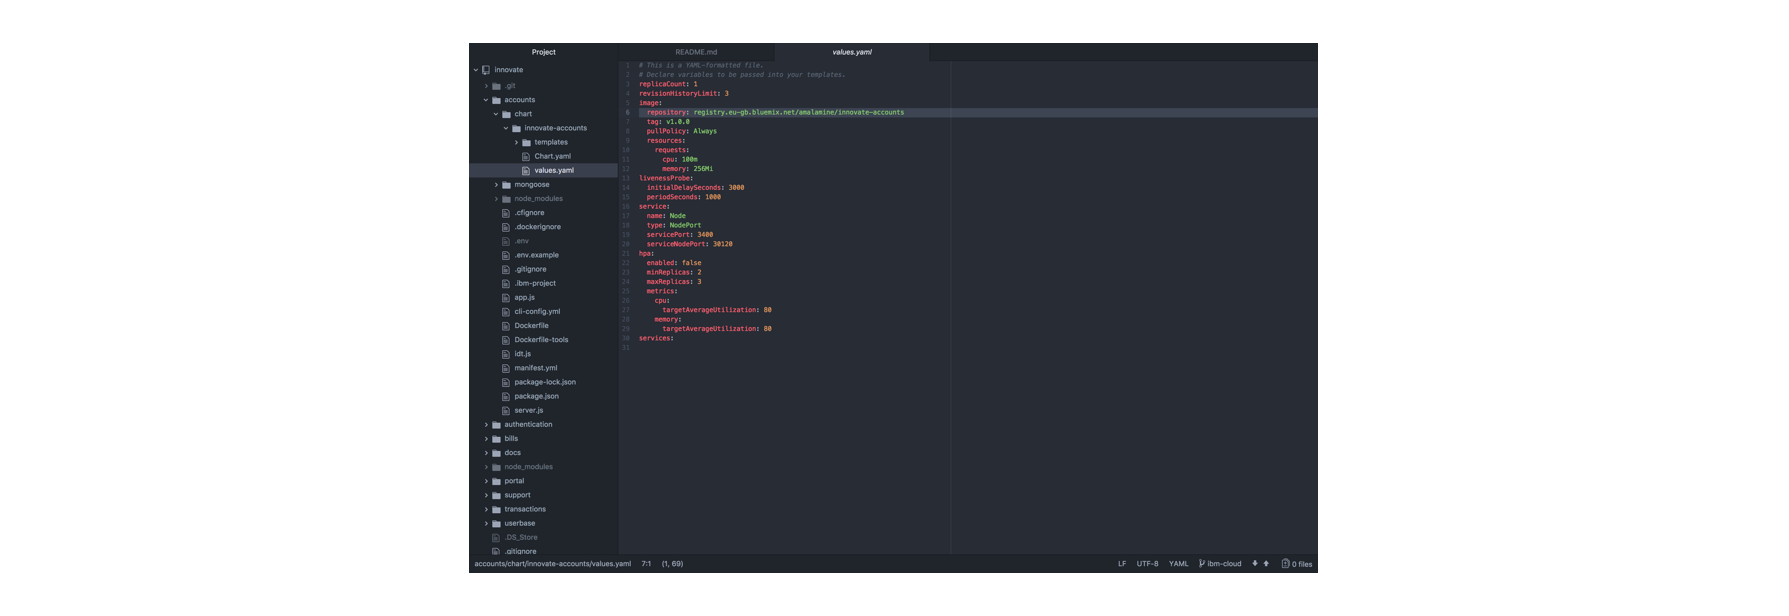 Project
README.md
values.yaml
innovate
.git
accounts
chart
innovate-accounts
templates
Chart.yaml
values.yaml
mongoose
node_modules
.cfignore
.dockerignore
.env
.env.example
.gitignore
.ibm-project
app.js
cli-config.yml
Dockerfile
Dockerfile-tools
idt.js
manifest.yml
package-lock.json
package.json
server.js
authentication
bills
docs
node_modules
portal
support
transactions
userbase
.DS_Store
.gitignore
1 # This is a YAML-formatted file.
2 # Declare variables to be passed into your templates.
3 replicaCount: 1
4 revisionHistoryLimit: 3
5 image:
6 repository: registry.eu-gb.bluemix.net/amalamine/innovate-accounts
7 tag: v1.0.0
8 pullPolicy: Always
9 resources:
10 requests:
11 cpu: 100m
12 memory: 256Mi
13 livenessProbe:
14 initialDelaySeconds: 3000
15 periodSeconds: 1000
16 service:
17 name: Node
18 type: NodePort
19 servicePort: 3400
20 serviceNodePort: 30120
21 hpa:
22 enabled: false
23 minReplicas: 2
24 maxReplicas: 3
25 metrics:
26 cpu:
27 targetAverageUtilization: 80
28 memory:
29 targetAverageUtilization: 80
30 services:
31
accounts/chart/innovate-accounts/values.yaml 7:1 (1, 69) LF UTF-8 YAML ibm-cloud 0 files